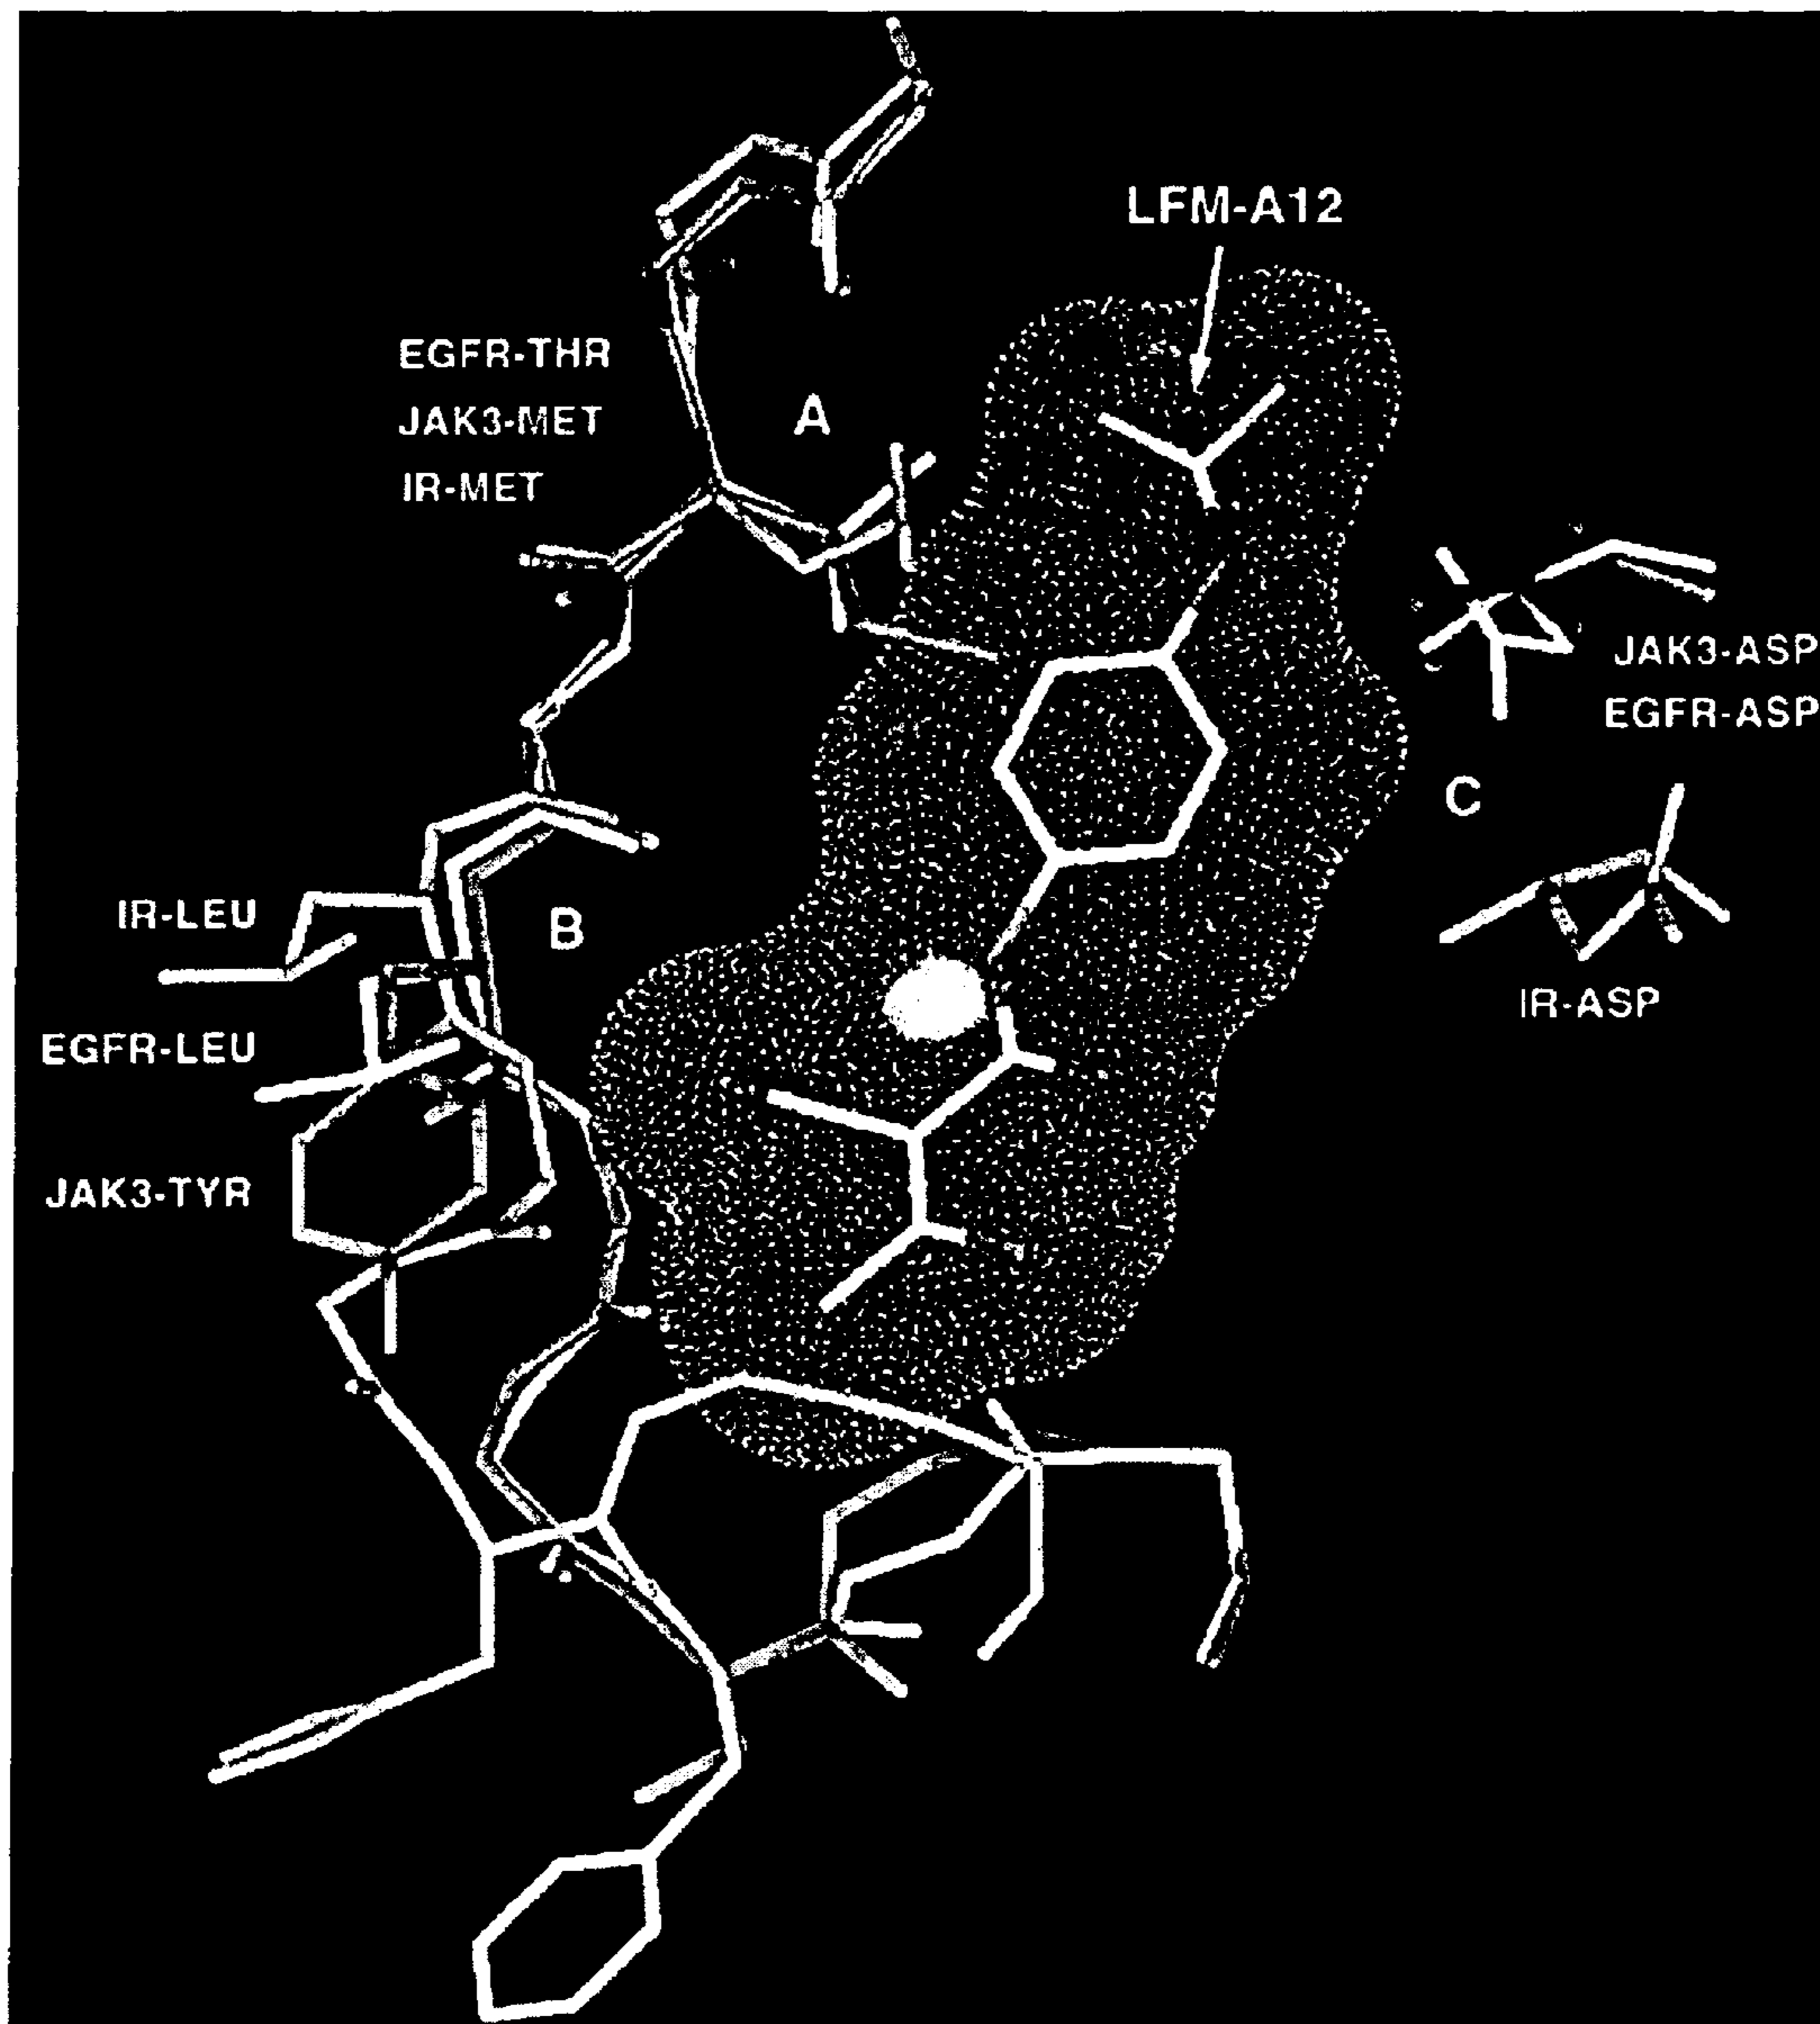 LFM-A12
EGFR-THR
JAK3-MET
IR-MET
A
JAK3-ASP
EGFR-ASP
C
IR-LEU
B
IR-ASP
EGFR-LEU
JAK3-TYR